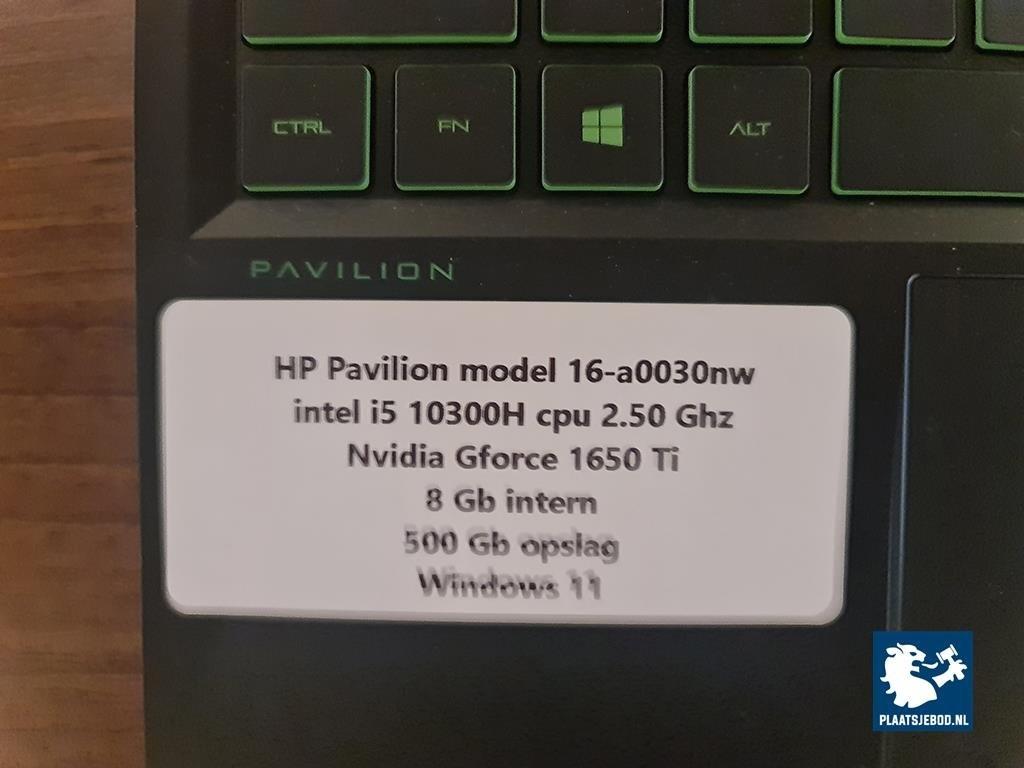 CTRL FN ALT
PAVILION
HP Pavilion model 16-a0030nw
intel i5 10300H cpu 2.50 Ghz
Nvidia Gforce 1650 Ti
8 Gb intern
500 Gb opslag
Windows 11
PLAATSJEBOD.NL